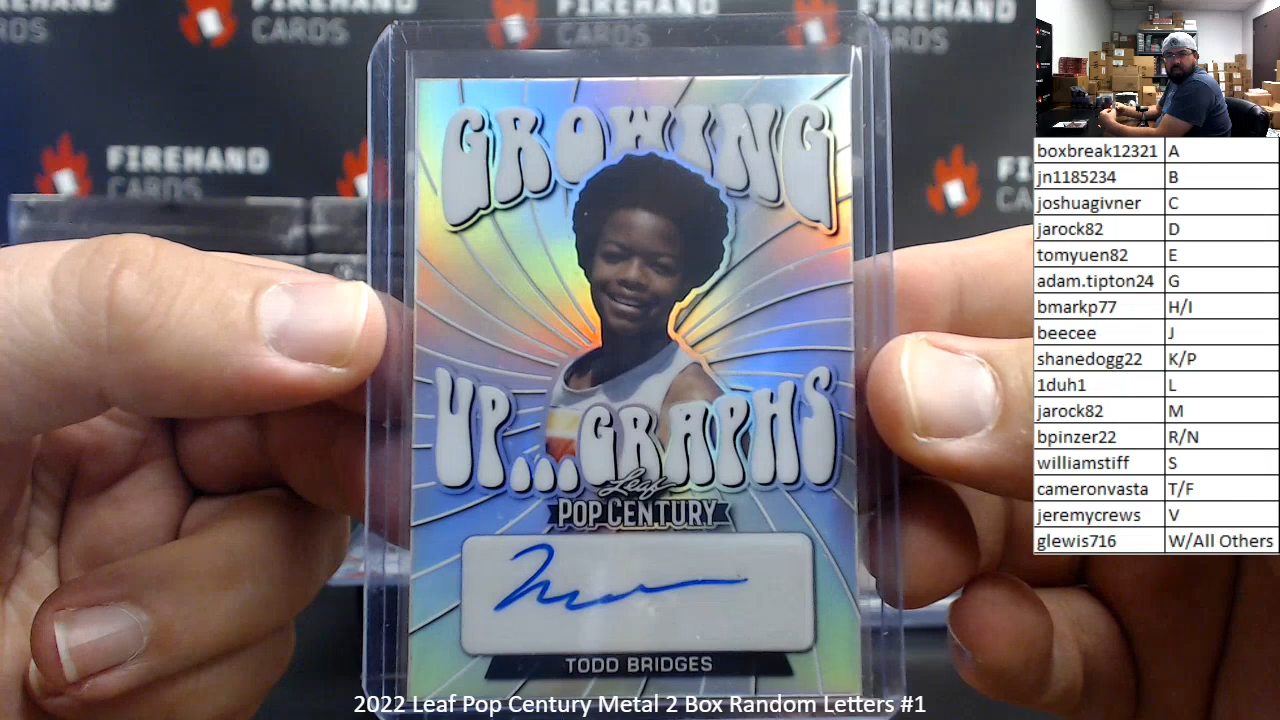 FIREHAND
CARDS
FIREHAND
CARDS
FIREHAND
CARDS
FIREHAND
CARDS
GROWING
UP...GRAPHS
Leaf
POP CENTURY
TODD BRIDGES
boxbreak12321 A
jn1185234 B
joshuagivner C
jarock82 D
tomyuen82 E
adam.tipton24 G
bmarkp77 H/I
beecee J
shanedogg22 K/P
1duh1 L
jarock82 M
bpinzer22 R/N
williamstiff S
cameronvasta T/F
jeremycrews V
glewis716 W/All Others
2022 Leaf Pop Century Metal 2 Box Random Letters #1